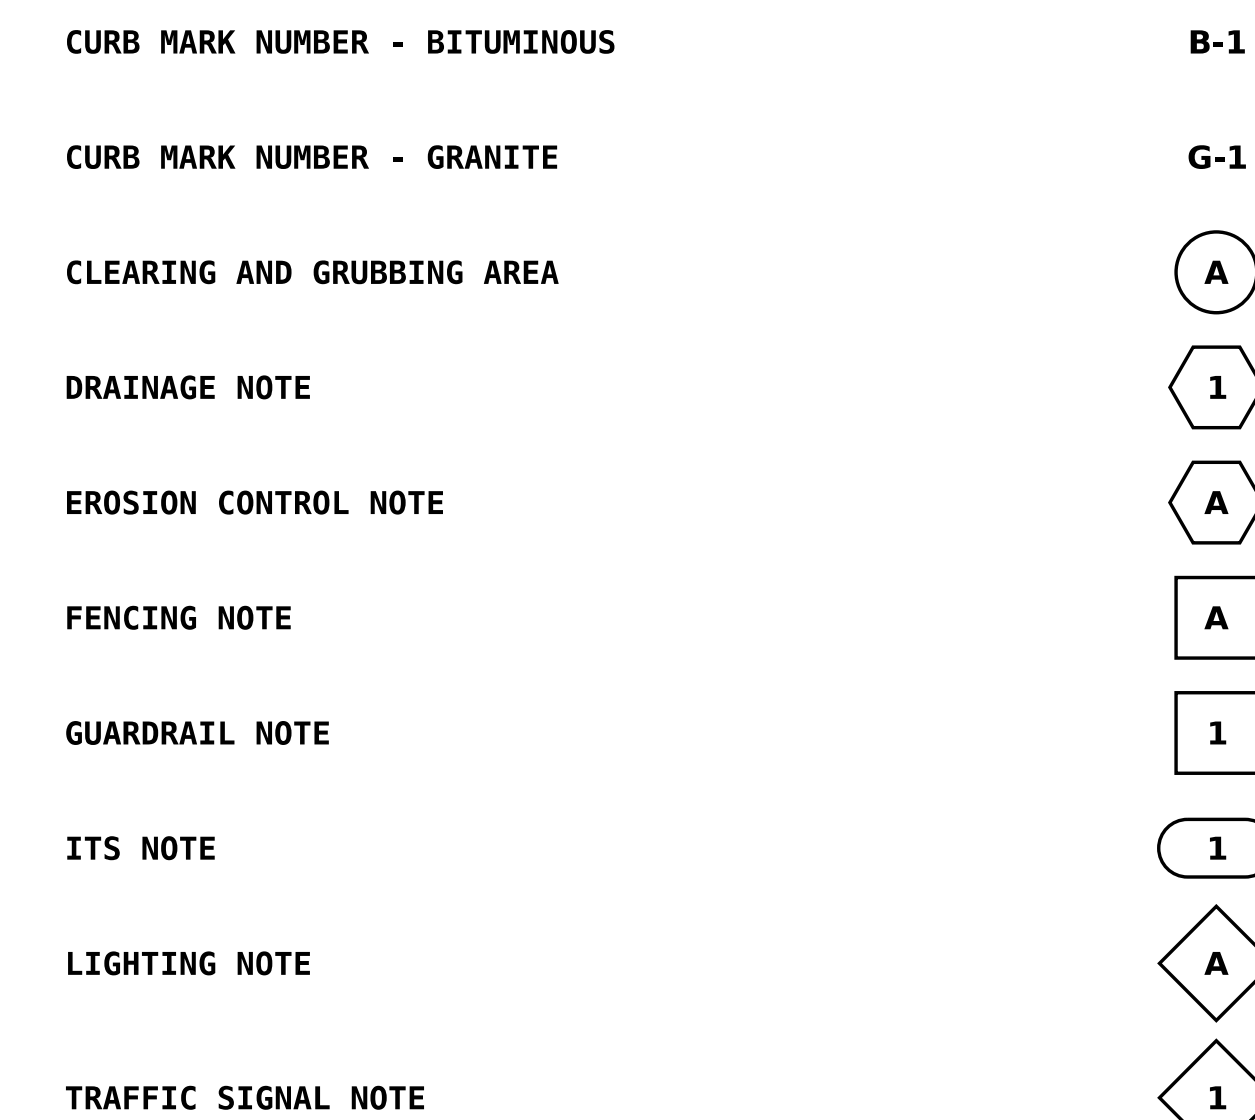 CURB MARK NUMBER - BITUMINOUS B-1
CURB MARK NUMBER - GRANITE G-1
CLEARING AND GRUBBING AREA A
DRAINAGE NOTE 1
EROSION CONTROL NOTE A
FENCING NOTE A
GUARDRAIL NOTE 1
ITS NOTE 1
LIGHTING NOTE A
TRAFFIC SIGNAL NOTE 1